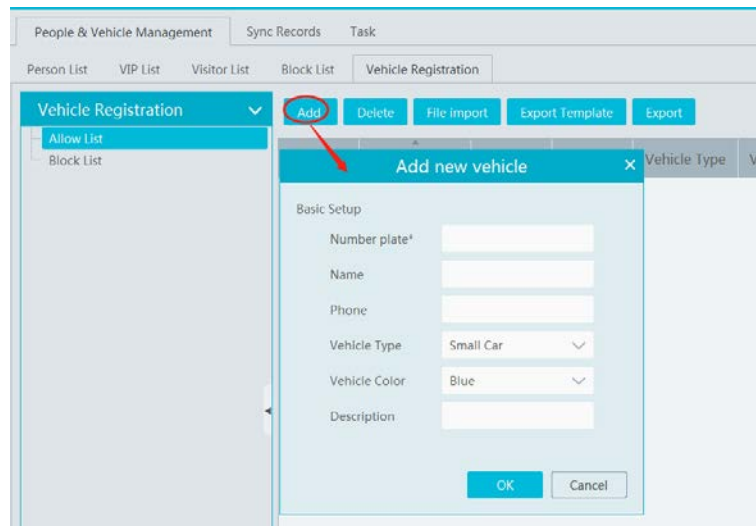 People & Vehicle Management Sync Records Task
Person List VIP List Visitor List Block List Vehicle Registration
Vehicle Registration
Add Delete File import Export Template Export
Allow List
Block List
Vehicle Type V
Add new vehicle
Basic Setup
Number plate*
Name
Phone
Vehicle Type Small Car
Vehicle Color Blue
Description
OK Cancel